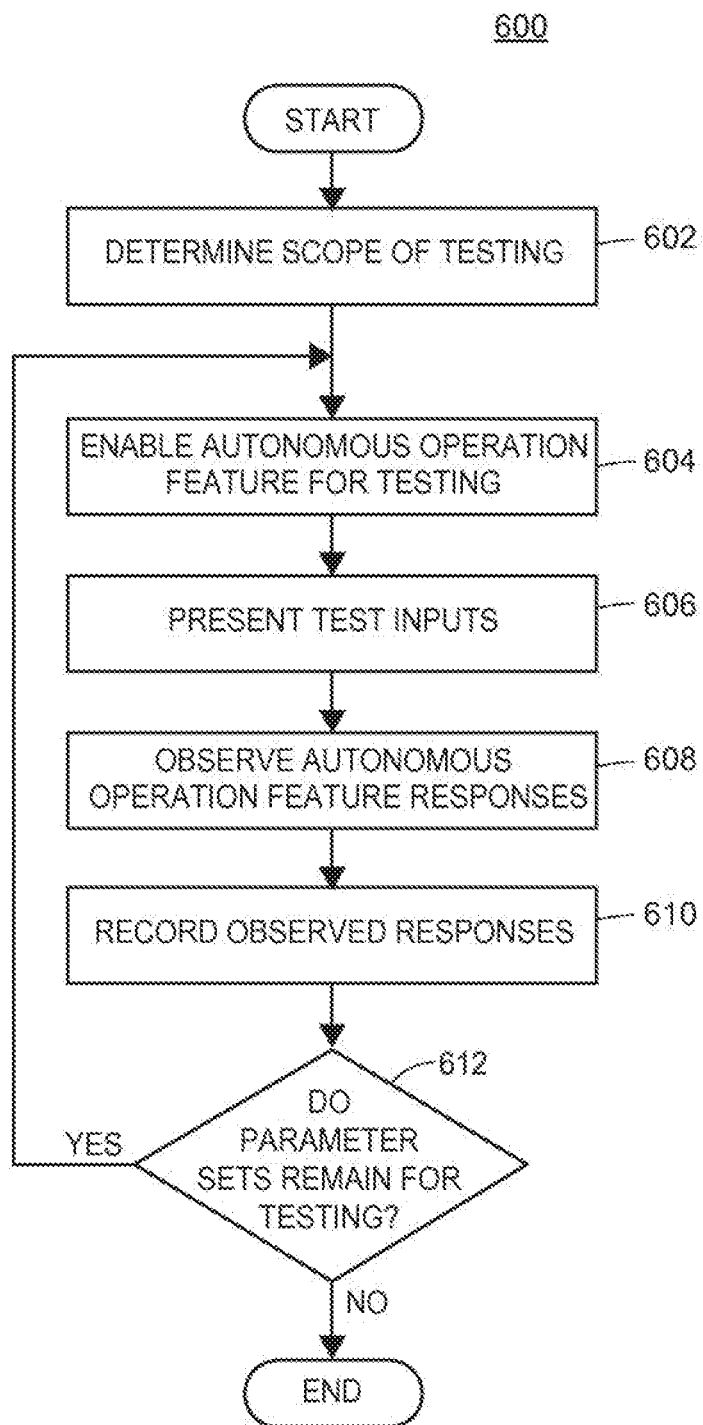 600
START
DETERMINE SCOPE OF TESTING
602
ENABLE AUTONOMOUS OPERATION
FEATURE FOR TESTING
604
PRESENT TEST INPUTS
606
OBSERVE AUTONOMOUS
OPERATION FEATURE RESPONSES
608
RECORD OBSERVED RESPONSES
610
612
DO
PARAMETER
SETS REMAIN FOR
TESTING?
YES
NO
END